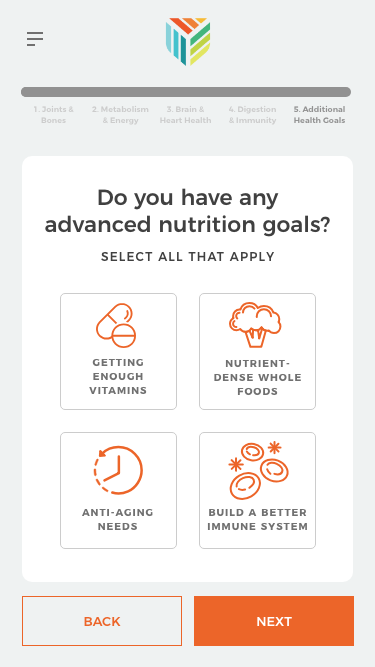 1. Joints &
Bones
2. Metabolism
& Energy
3. Brain &
Heart Health
4. Digestion
& Immunity
5. Additional
Health Goals
Do you have any
advanced nutrition goals?
SELECT ALL THAT APPLY
GETTING
ENOUGH
VITAMINS
NUTRIENT-
DENSE WHOLE
FOODS
ANTI-AGING
NEEDS
BUILD A BETTER
IMMUNE SYSTEM
BACK
NEXT